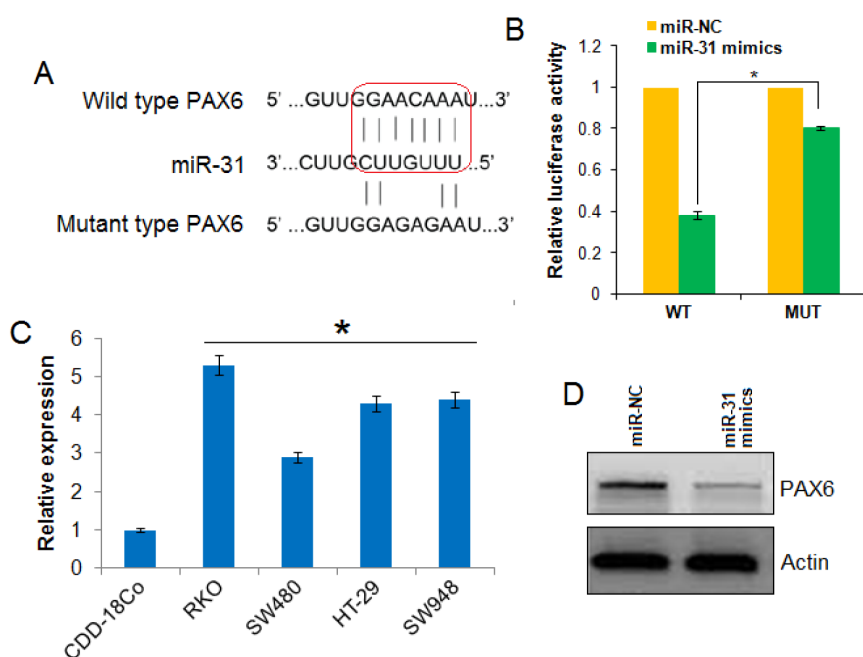 A
Wild type PAX6 5' ...GUUGGAACAAAU...3'
miR-31 3'...CUUGCUUGUUU...5'
Mutant type PAX6 5' ...GUUGGAGAGAAU...3'
B
miR-NC
miR-31 mimics
Relative luciferase activity
1.2
1
0.8
0.6
0.4
0.2
0
*
WT MUT
C
Relative expression
6
5
4
3
2
1
0
*
CDD-18Co RKO SW480 HT-29 SW948
D
miR-NC
miR-31
mimics
PAX6
Actin